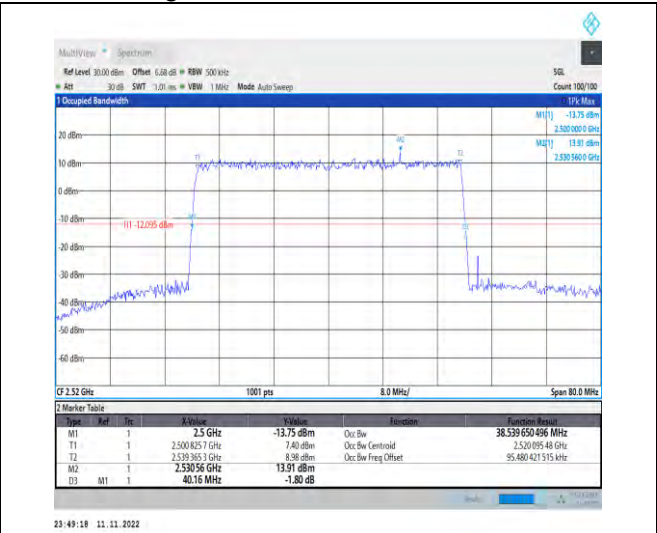 MultiView Spectrum
Ref Level 30.00 dBm Offset 6.68 dB RBW 500 kHz SGL
Att 30 dB SWT 1.01 ms VBW 1 MHz Mode Auto Sweep Count 100/100
1 Occupied Bandwidth 1Pk Max
M1[1] -13.75 dBm
2.520 000 0 GHz
M2[1] 13.91 dBm
2.530 560 0 GHz
20 dBm
10 dBm
0 dBm
-10 dBm
H1 -12.095 dBm
-20 dBm
-30 dBm
-40 dBm
-50 dBm
-60 dBm
T1
M2
T2
M1
D3
CF 2.52 GHz 1001 pts 8.0 MHz/ Span 80.0 MHz
2 Marker Table
Type Ref Trc X-Value Y-Value Function Function Result
M1 1 2.5 GHz -13.75 dBm Occ Bw 38.539 650 496 MHz
T1 1 2.500 825 7 GHz 7.40 dBm Occ Bw Centroid 2.520 095 48 GHz
T2 1 2.539 365 3 GHz 8.98 dBm Occ Bw Freq Offset 95.480 421 515 kHz
M2 1 2.530 56 GHz 13.91 dBm
D3 M1 1 40.16 MHz -1.80 dB
23:49:18 11.11.2022